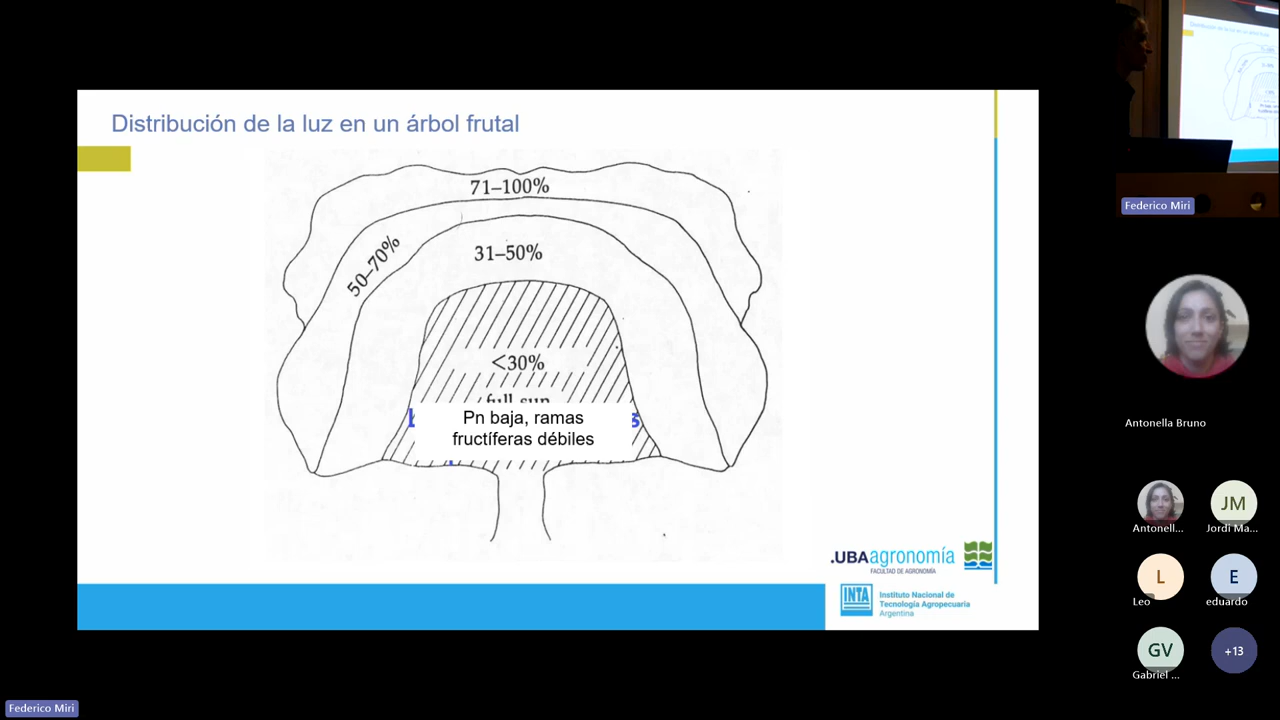 Distribución de la luz en un árbol frutal
71–100%
50–70%
31–50%
<30%
full sun
Pn baja, ramas
fructíferas débiles
.UBAagronomía
FACULTAD DE AGRONOMÍA
INTA
Instituto Nacional de
Tecnología Agropecuaria
Argentina
Federico Miri
Antonella Bruno
Antonell...
JM
Jordi Ma...
L
Leo
E
eduardo
GV
Gabriel ...
+13
Federico Miri